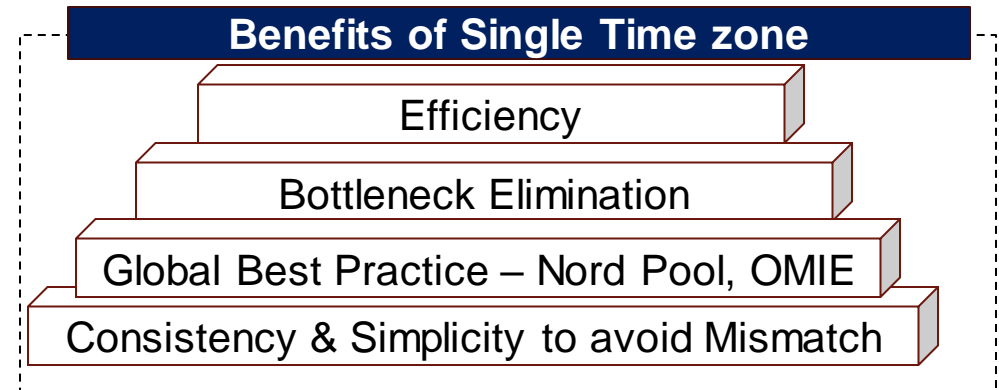 Benefits of Single Time zone
Efficiency
Bottleneck Elimination
Global Best Practice – Nord Pool, OMIE
Consistency & Simplicity to avoid Mismatch